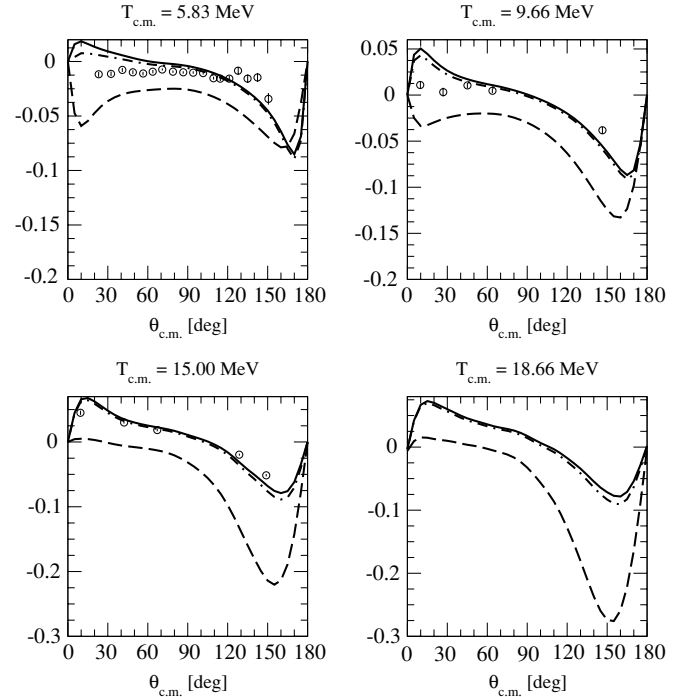 T_c.m. = 5.83 MeV
0
-0.05
-0.1
-0.15
-0.2
0 30 60 90 120 150 180
θ_c.m. [deg]
T_c.m. = 9.66 MeV
0.05
0
-0.05
-0.1
-0.15
-0.2
0 30 60 90 120 150 180
θ_c.m. [deg]
T_c.m. = 15.00 MeV
0
-0.1
-0.2
-0.3
0 30 60 90 120 150 180
θ_c.m. [deg]
T_c.m. = 18.66 MeV
0
-0.1
-0.2
-0.3
0 30 60 90 120 150 180
θ_c.m. [deg]